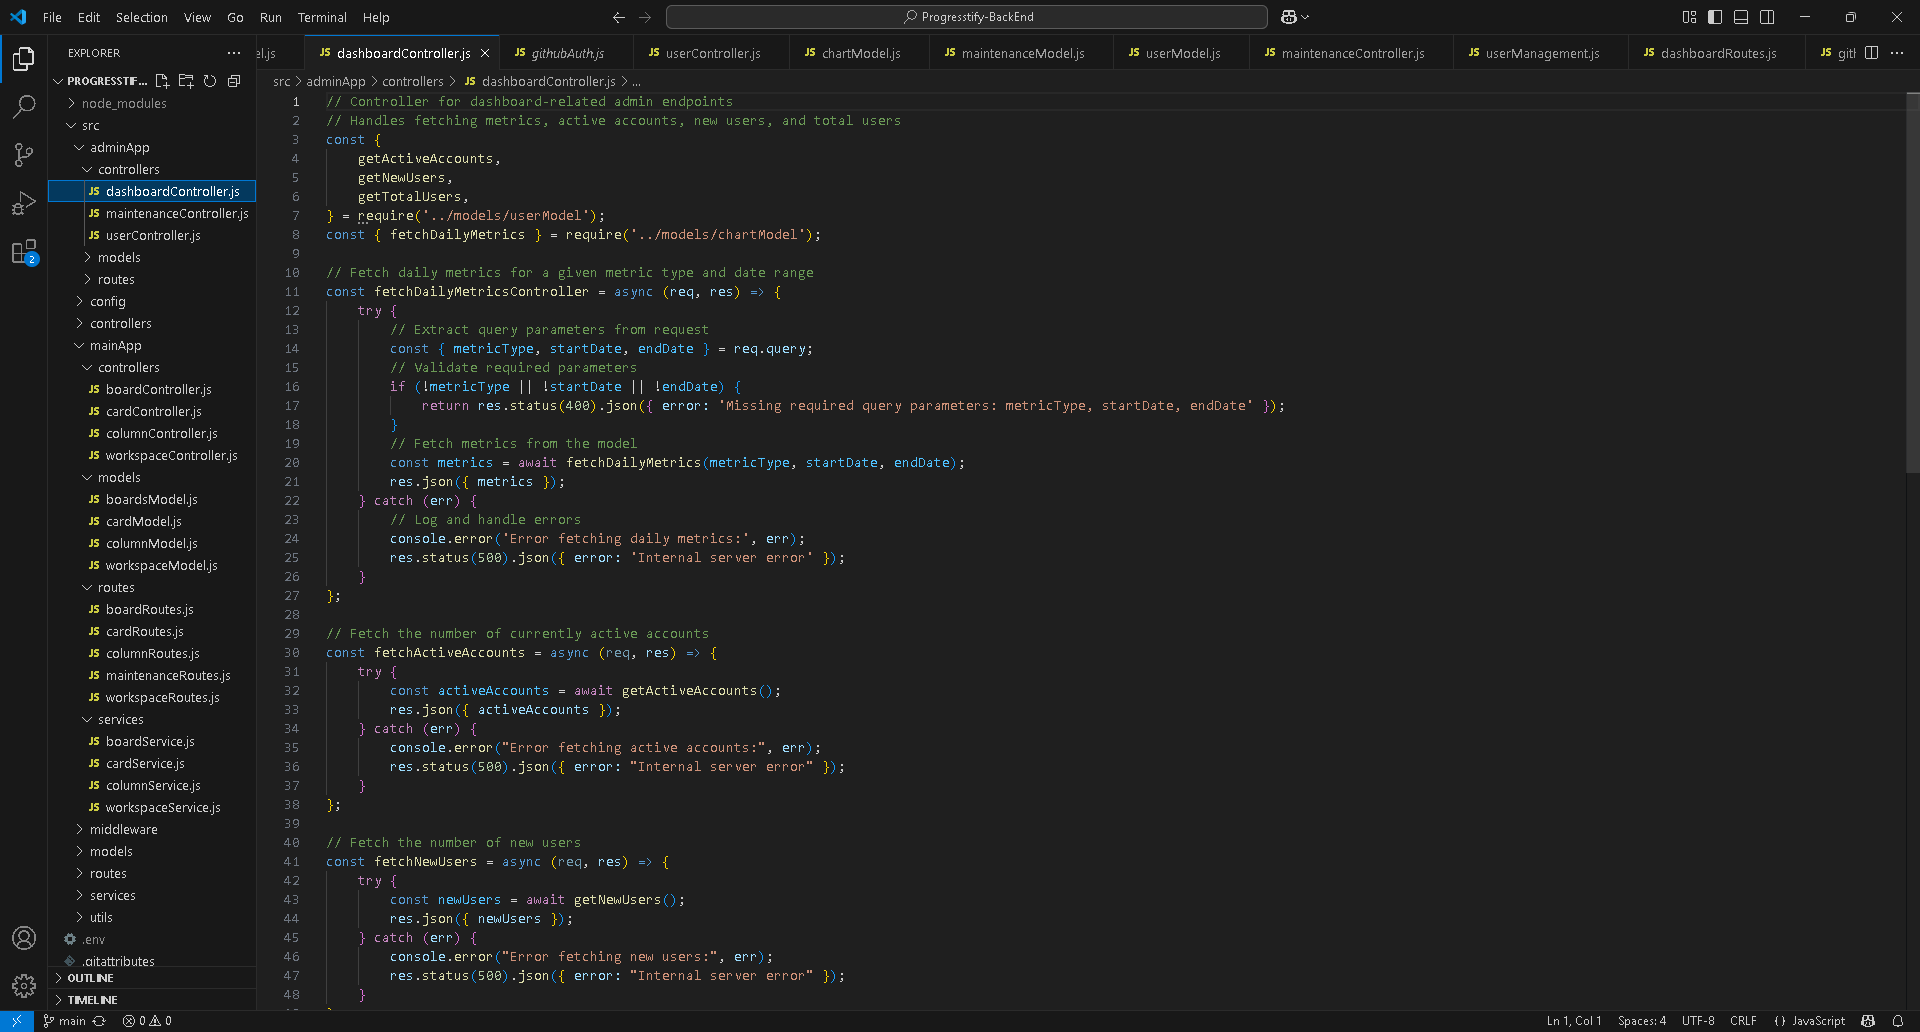 File Edit Selection View Go Run Terminal Help
Progresstify-BackEnd
EXPLORER
PROGRESSTIF...
node_modules
src
adminApp
controllers
JS dashboardController.js
JS maintenanceController.js
JS userController.js
models
routes
config
controllers
mainApp
controllers
JS boardController.js
JS cardController.js
JS columnController.js
JS workspaceController.js
models
JS boardsModel.js
JS cardModel.js
JS columnModel.js
JS workspaceModel.js
routes
JS boardRoutes.js
JS cardRoutes.js
JS columnRoutes.js
JS maintenanceRoutes.js
JS workspaceRoutes.js
services
JS boardService.js
JS cardService.js
JS columnService.js
JS workspaceService.js
middleware
models
routes
services
utils
.env
.gitattributes
OUTLINE
TIMELINE
2
el.js JS dashboardController.js JS githubAuth.js JS userController.js JS chartModel.js JS maintenanceModel.js JS userModel.js JS maintenanceController.js JS userManagement.js JS dashboardRoutes.js JS gitl
src > adminApp > controllers > JS dashboardController.js > ...
1 // Controller for dashboard-related admin endpoints
2 // Handles fetching metrics, active accounts, new users, and total users
3 const {
4     getActiveAccounts,
5     getNewUsers,
6     getTotalUsers,
7 } = require('../models/userModel');
8 const { fetchDailyMetrics } = require('../models/chartModel');
9
10 // Fetch daily metrics for a given metric type and date range
11 const fetchDailyMetricsController = async (req, res) => {
12     try {
13         // Extract query parameters from request
14         const { metricType, startDate, endDate } = req.query;
15         // Validate required parameters
16         if (!metricType || !startDate || !endDate) {
17             return res.status(400).json({ error: 'Missing required query parameters: metricType, startDate, endDate' });
18         }
19         // Fetch metrics from the model
20         const metrics = await fetchDailyMetrics(metricType, startDate, endDate);
21         res.json({ metrics });
22     } catch (err) {
23         // Log and handle errors
24         console.error('Error fetching daily metrics:', err);
25         res.status(500).json({ error: 'Internal server error' });
26     }
27 };
28
29 // Fetch the number of currently active accounts
30 const fetchActiveAccounts = async (req, res) => {
31     try {
32         const activeAccounts = await getActiveAccounts();
33         res.json({ activeAccounts });
34     } catch (err) {
35         console.error("Error fetching active accounts:", err);
36         res.status(500).json({ error: "Internal server error" });
37     }
38 };
39
40 // Fetch the number of new users
41 const fetchNewUsers = async (req, res) => {
42     try {
43         const newUsers = await getNewUsers();
44         res.json({ newUsers });
45     } catch (err) {
46         console.error("Error fetching new users:", err);
47         res.status(500).json({ error: "Internal server error" });
48     }
main 0 0 Ln 1, Col 1 Spaces: 4 UTF-8 CRLF {} JavaScript